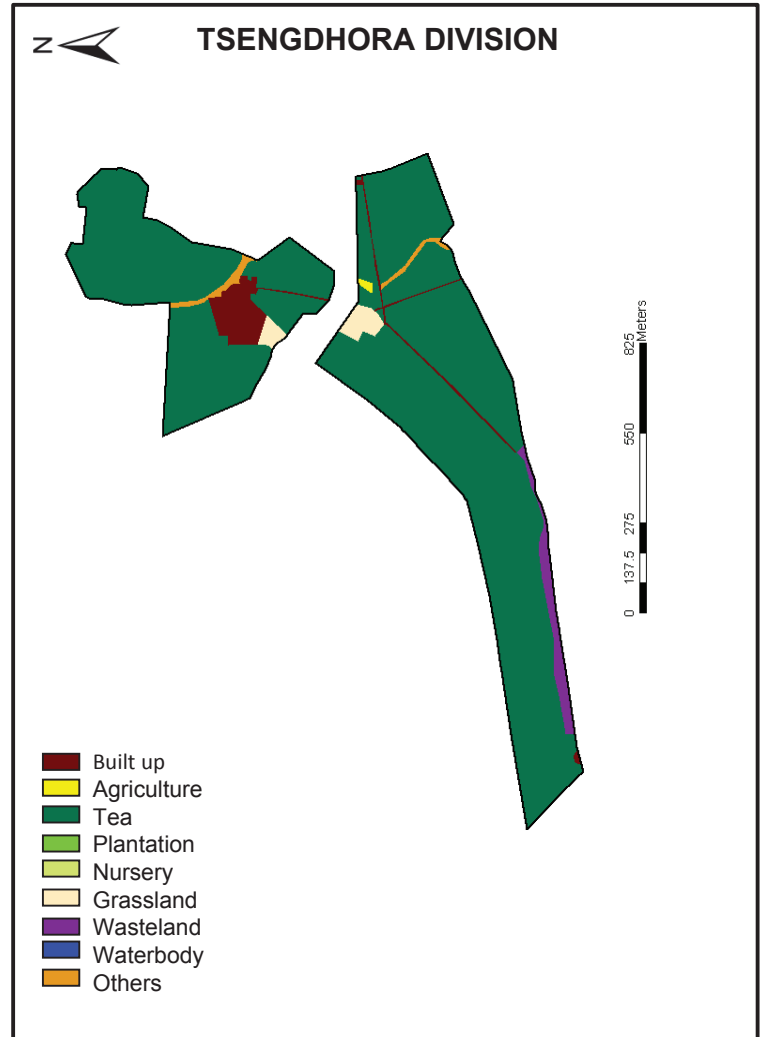 N
TSENGDHORA DIVISION
0 137.5 275 550 825
Meters
Built up
Agriculture
Tea
Plantation
Nursery
Grassland
Wasteland
Waterbody
Others